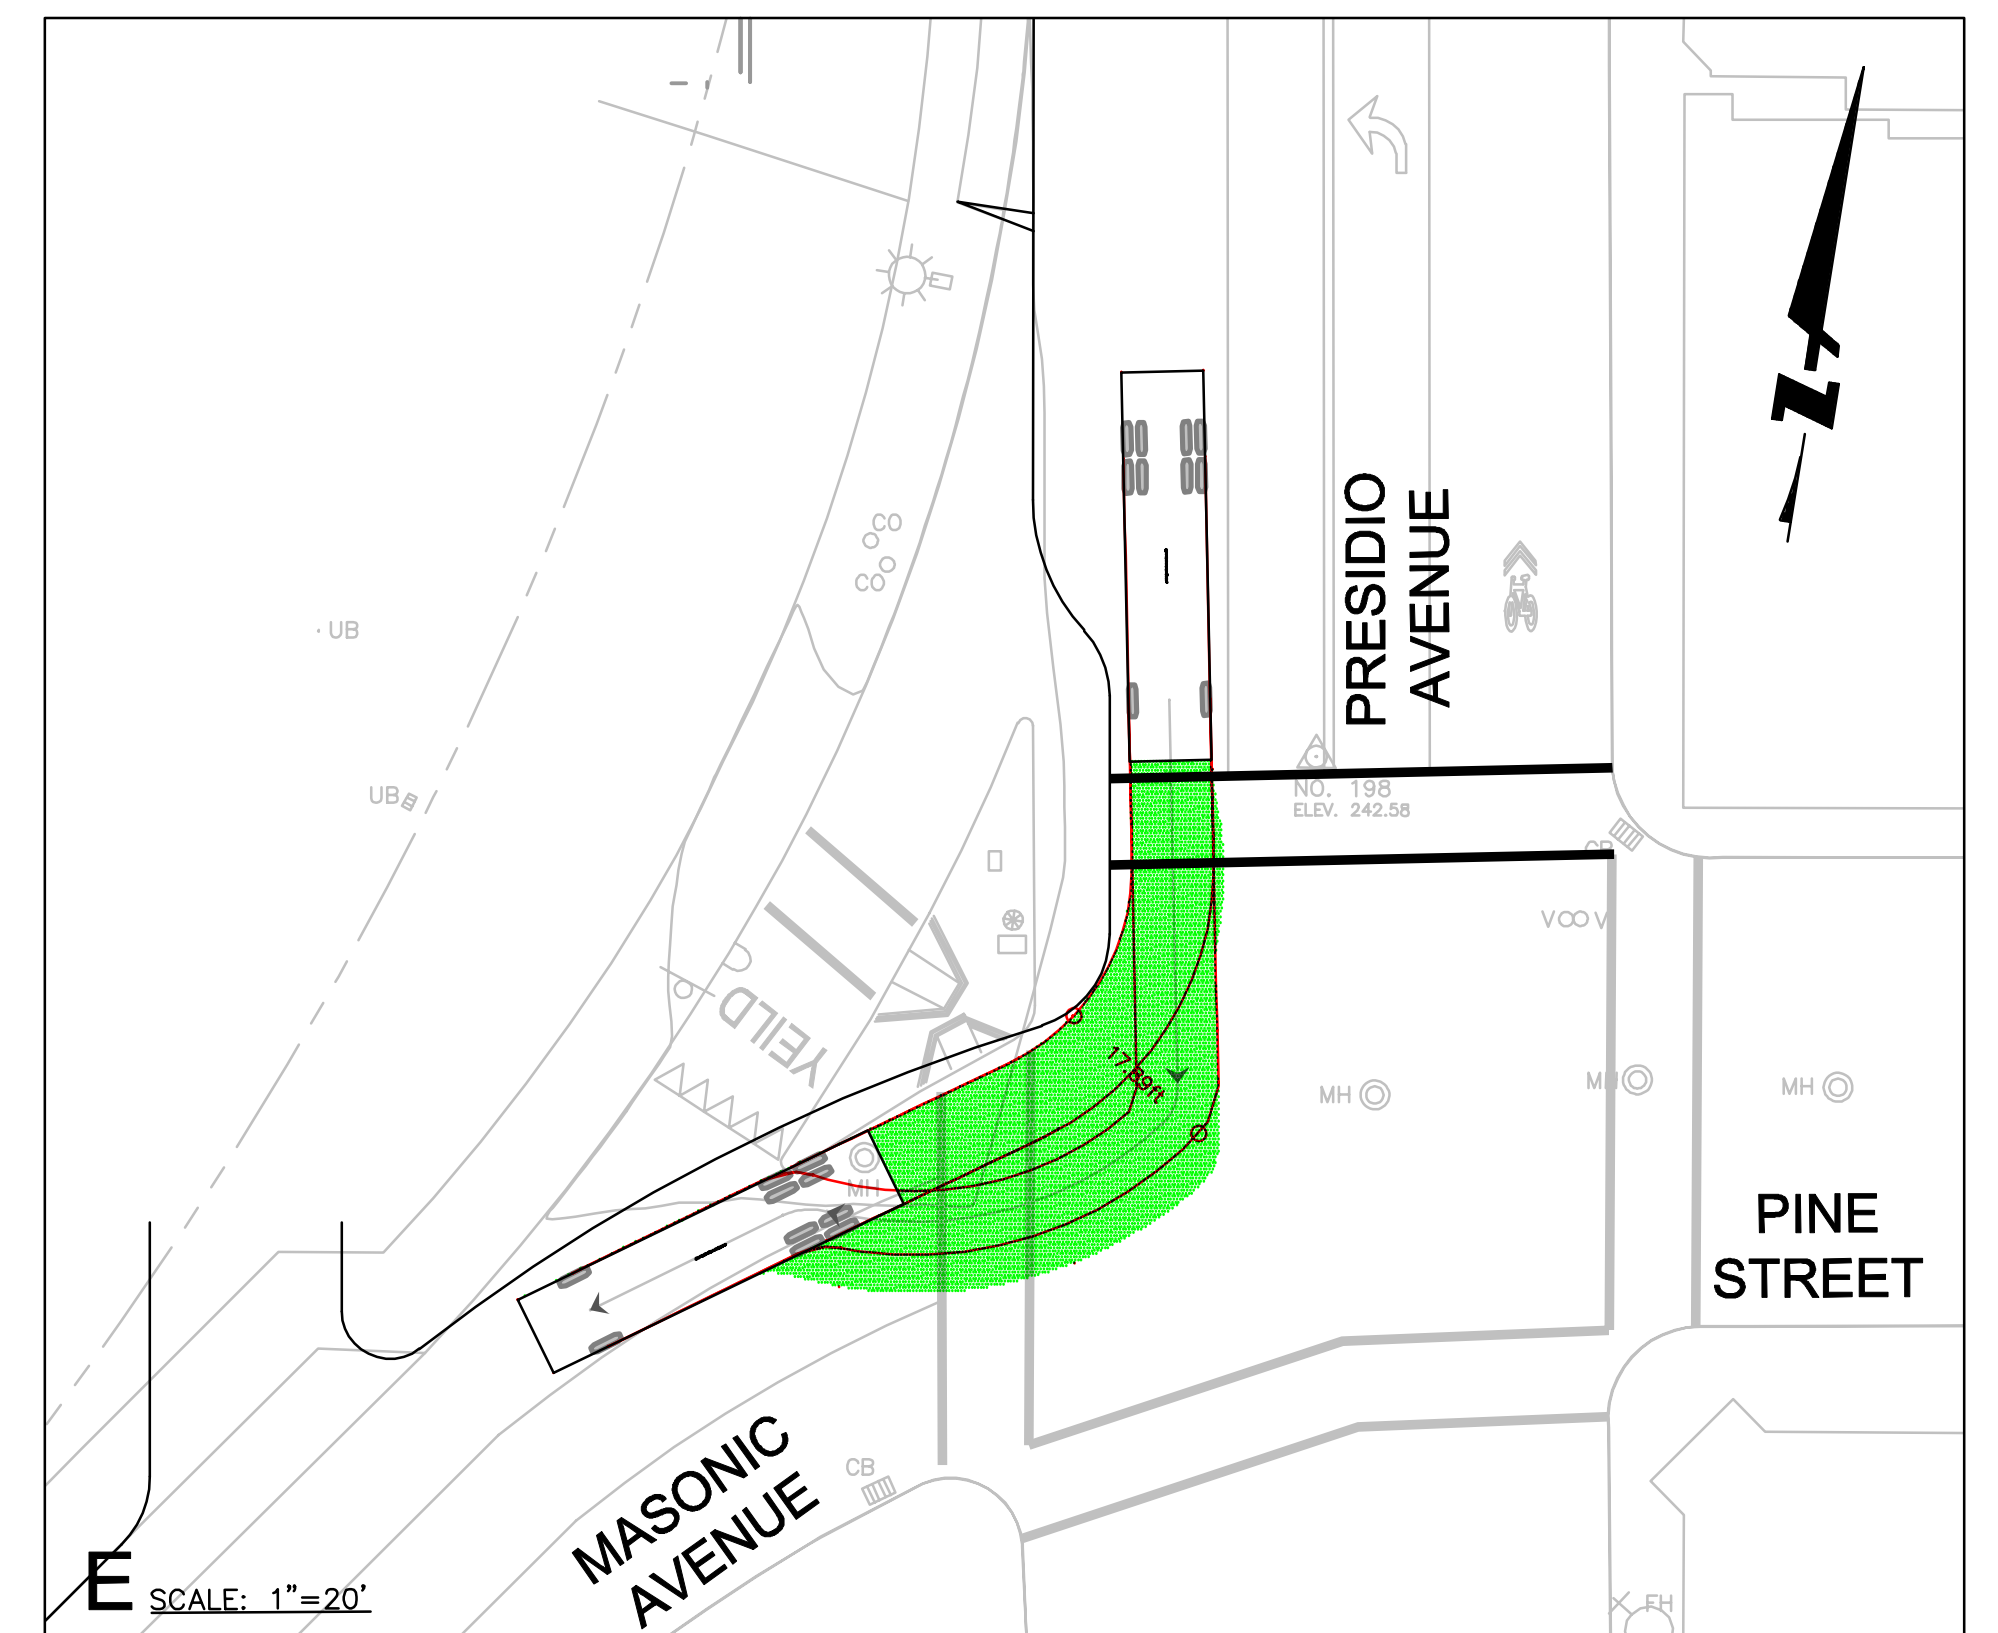 CO
CO
UB
UB
PRESIDIO
AVENUE
NO. 198
ELEV. 242.58
CB
V V
YEILD
17.89ft
MH
MH
MH
MH
PINE
STREET
MASONIC
AVENUE
CB
E
SCALE: 1"=20'
FH
Z